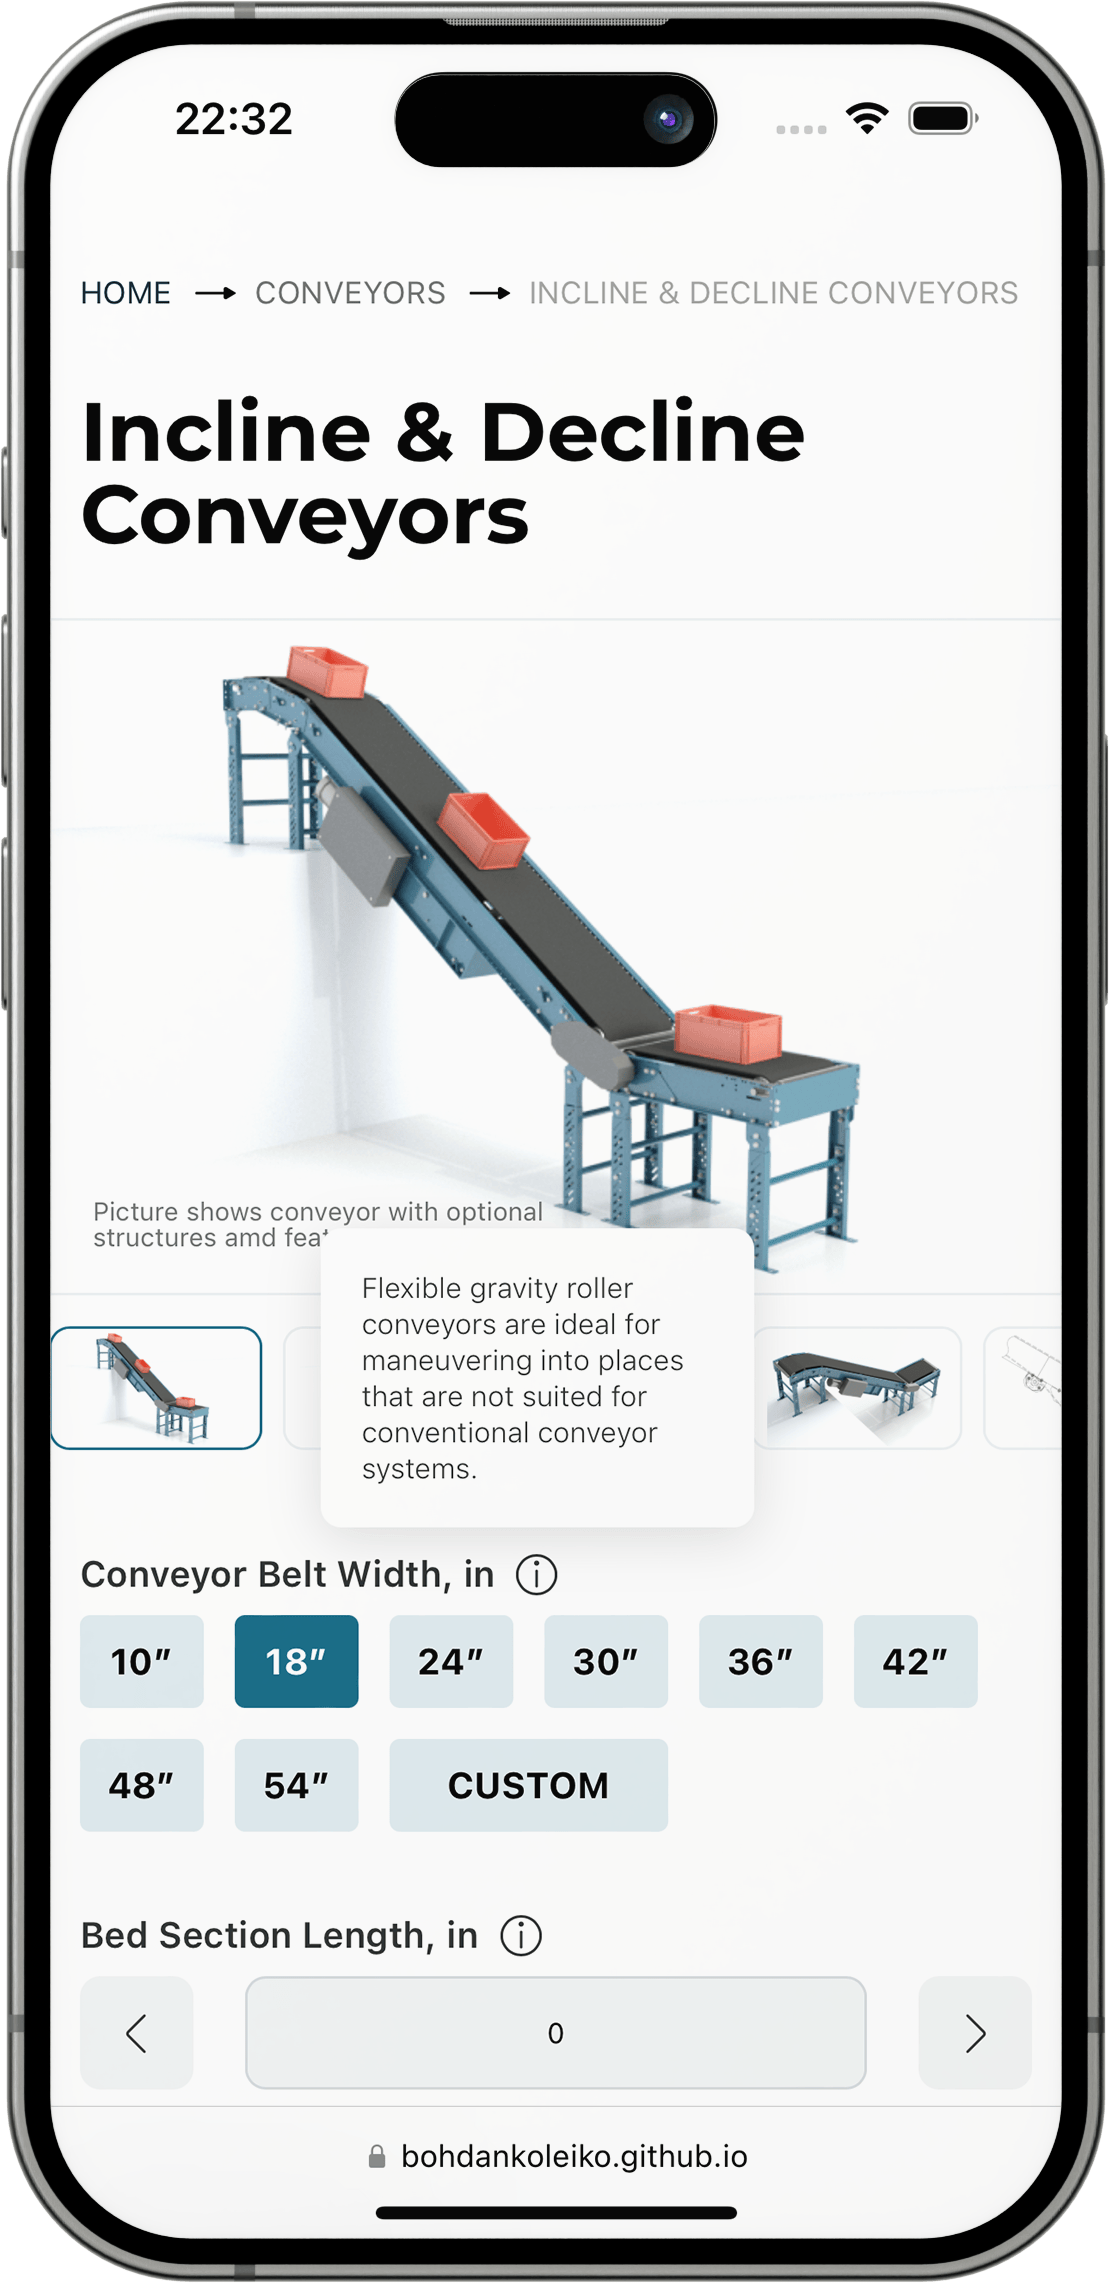 22:32
HOME → CONVEYORS → INCLINE & DECLINE CONVEYORS
Incline & Decline
Conveyors
Picture shows conveyor with optional
structures amd
Flexible gravity roller
conveyors are ideal for
maneuvering into places
that are not suited for
conventional conveyor
systems.
Conveyor Belt Width, in ⓘ
10” 18” 24” 30” 36” 42”
48” 54” CUSTOM
Bed Section Length, in ⓘ
0
bohdankoleiko.github.io